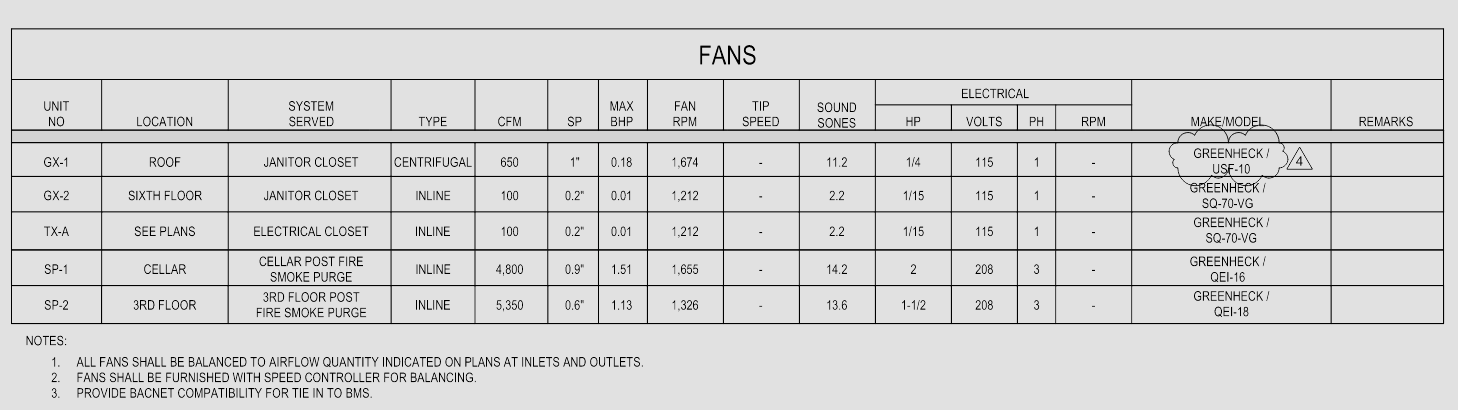 FANS
UNIT NO LOCATION SYSTEM SERVED TYPE CFM SP MAX BHP FAN RPM TIP SPEED SOUND SONES ELECTRICAL HP VOLTS PH RPM MAKE/MODEL REMARKS
GX-1 ROOF JANITOR CLOSET CENTRIFUGAL 650 1" 0.18 1,674 - 11.2 1/4 115 1 - GREENHECK / USF-10 4
GX-2 SIXTH FLOOR JANITOR CLOSET INLINE 100 0.2" 0.01 1,212 - 2.2 1/15 115 1 - GREENHECK / SQ-70-VG
TX-A SEE PLANS ELECTRICAL CLOSET INLINE 100 0.2" 0.01 1,212 - 2.2 1/15 115 1 - GREENHECK / SQ-70-VG
SP-1 CELLAR CELLAR POST FIRE SMOKE PURGE INLINE 4,800 0.9" 1.51 1,655 - 14.2 2 208 3 - GREENHECK / QEI-16
SP-2 3RD FLOOR 3RD FLOOR POST FIRE SMOKE PURGE INLINE 5,350 0.6" 1.13 1,326 - 13.6 1-1/2 208 3 - GREENHECK / QEI-18
NOTES:
1. ALL FANS SHALL BE BALANCED TO AIRFLOW QUANTITY INDICATED ON PLANS AT INLETS AND OUTLETS.
2. FANS SHALL BE FURNISHED WITH SPEED CONTROLLER FOR BALANCING.
3. PROVIDE BACNET COMPATIBILITY FOR TIE IN TO BMS.